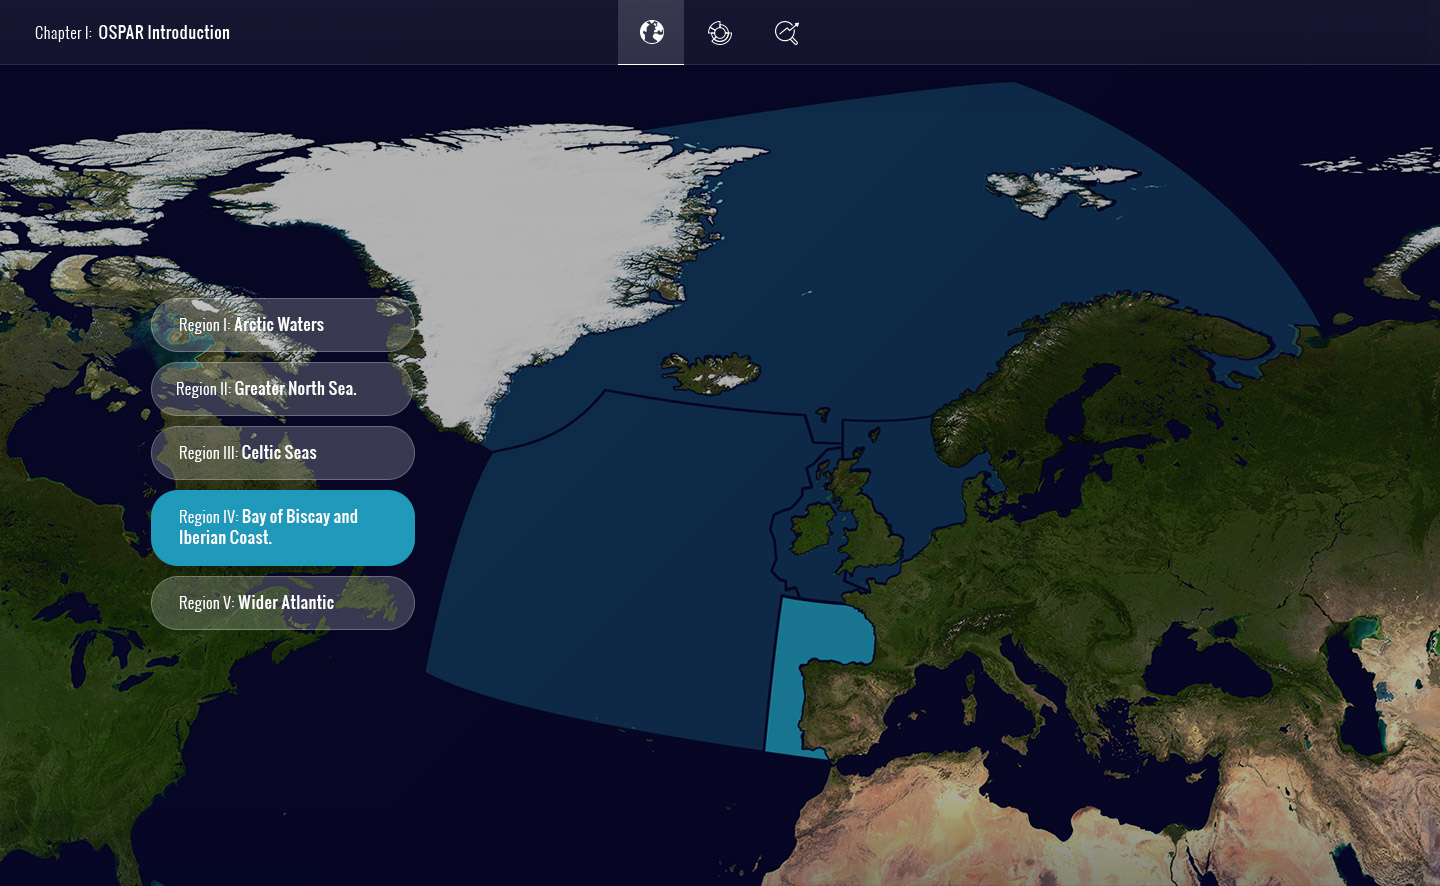 Chapter I: OSPAR Introduction
Region I: Arctic Waters
Region II: Greater North Sea.
Region III: Celtic Seas
Region IV: Bay of Biscay and
Iberian Coast.
Region V: Wider Atlantic